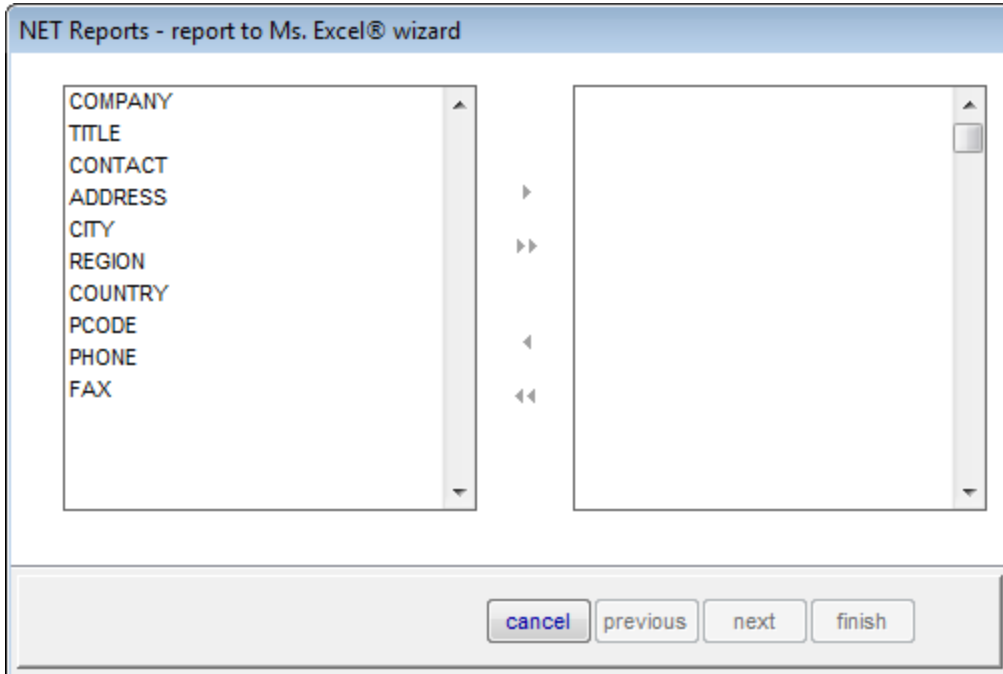 NET Reports - report to Ms. Excel® wizard
COMPANY
TITLE
CONTACT
ADDRESS
CITY
REGION
COUNTRY
PCODE
PHONE
FAX
cancel previous next finish